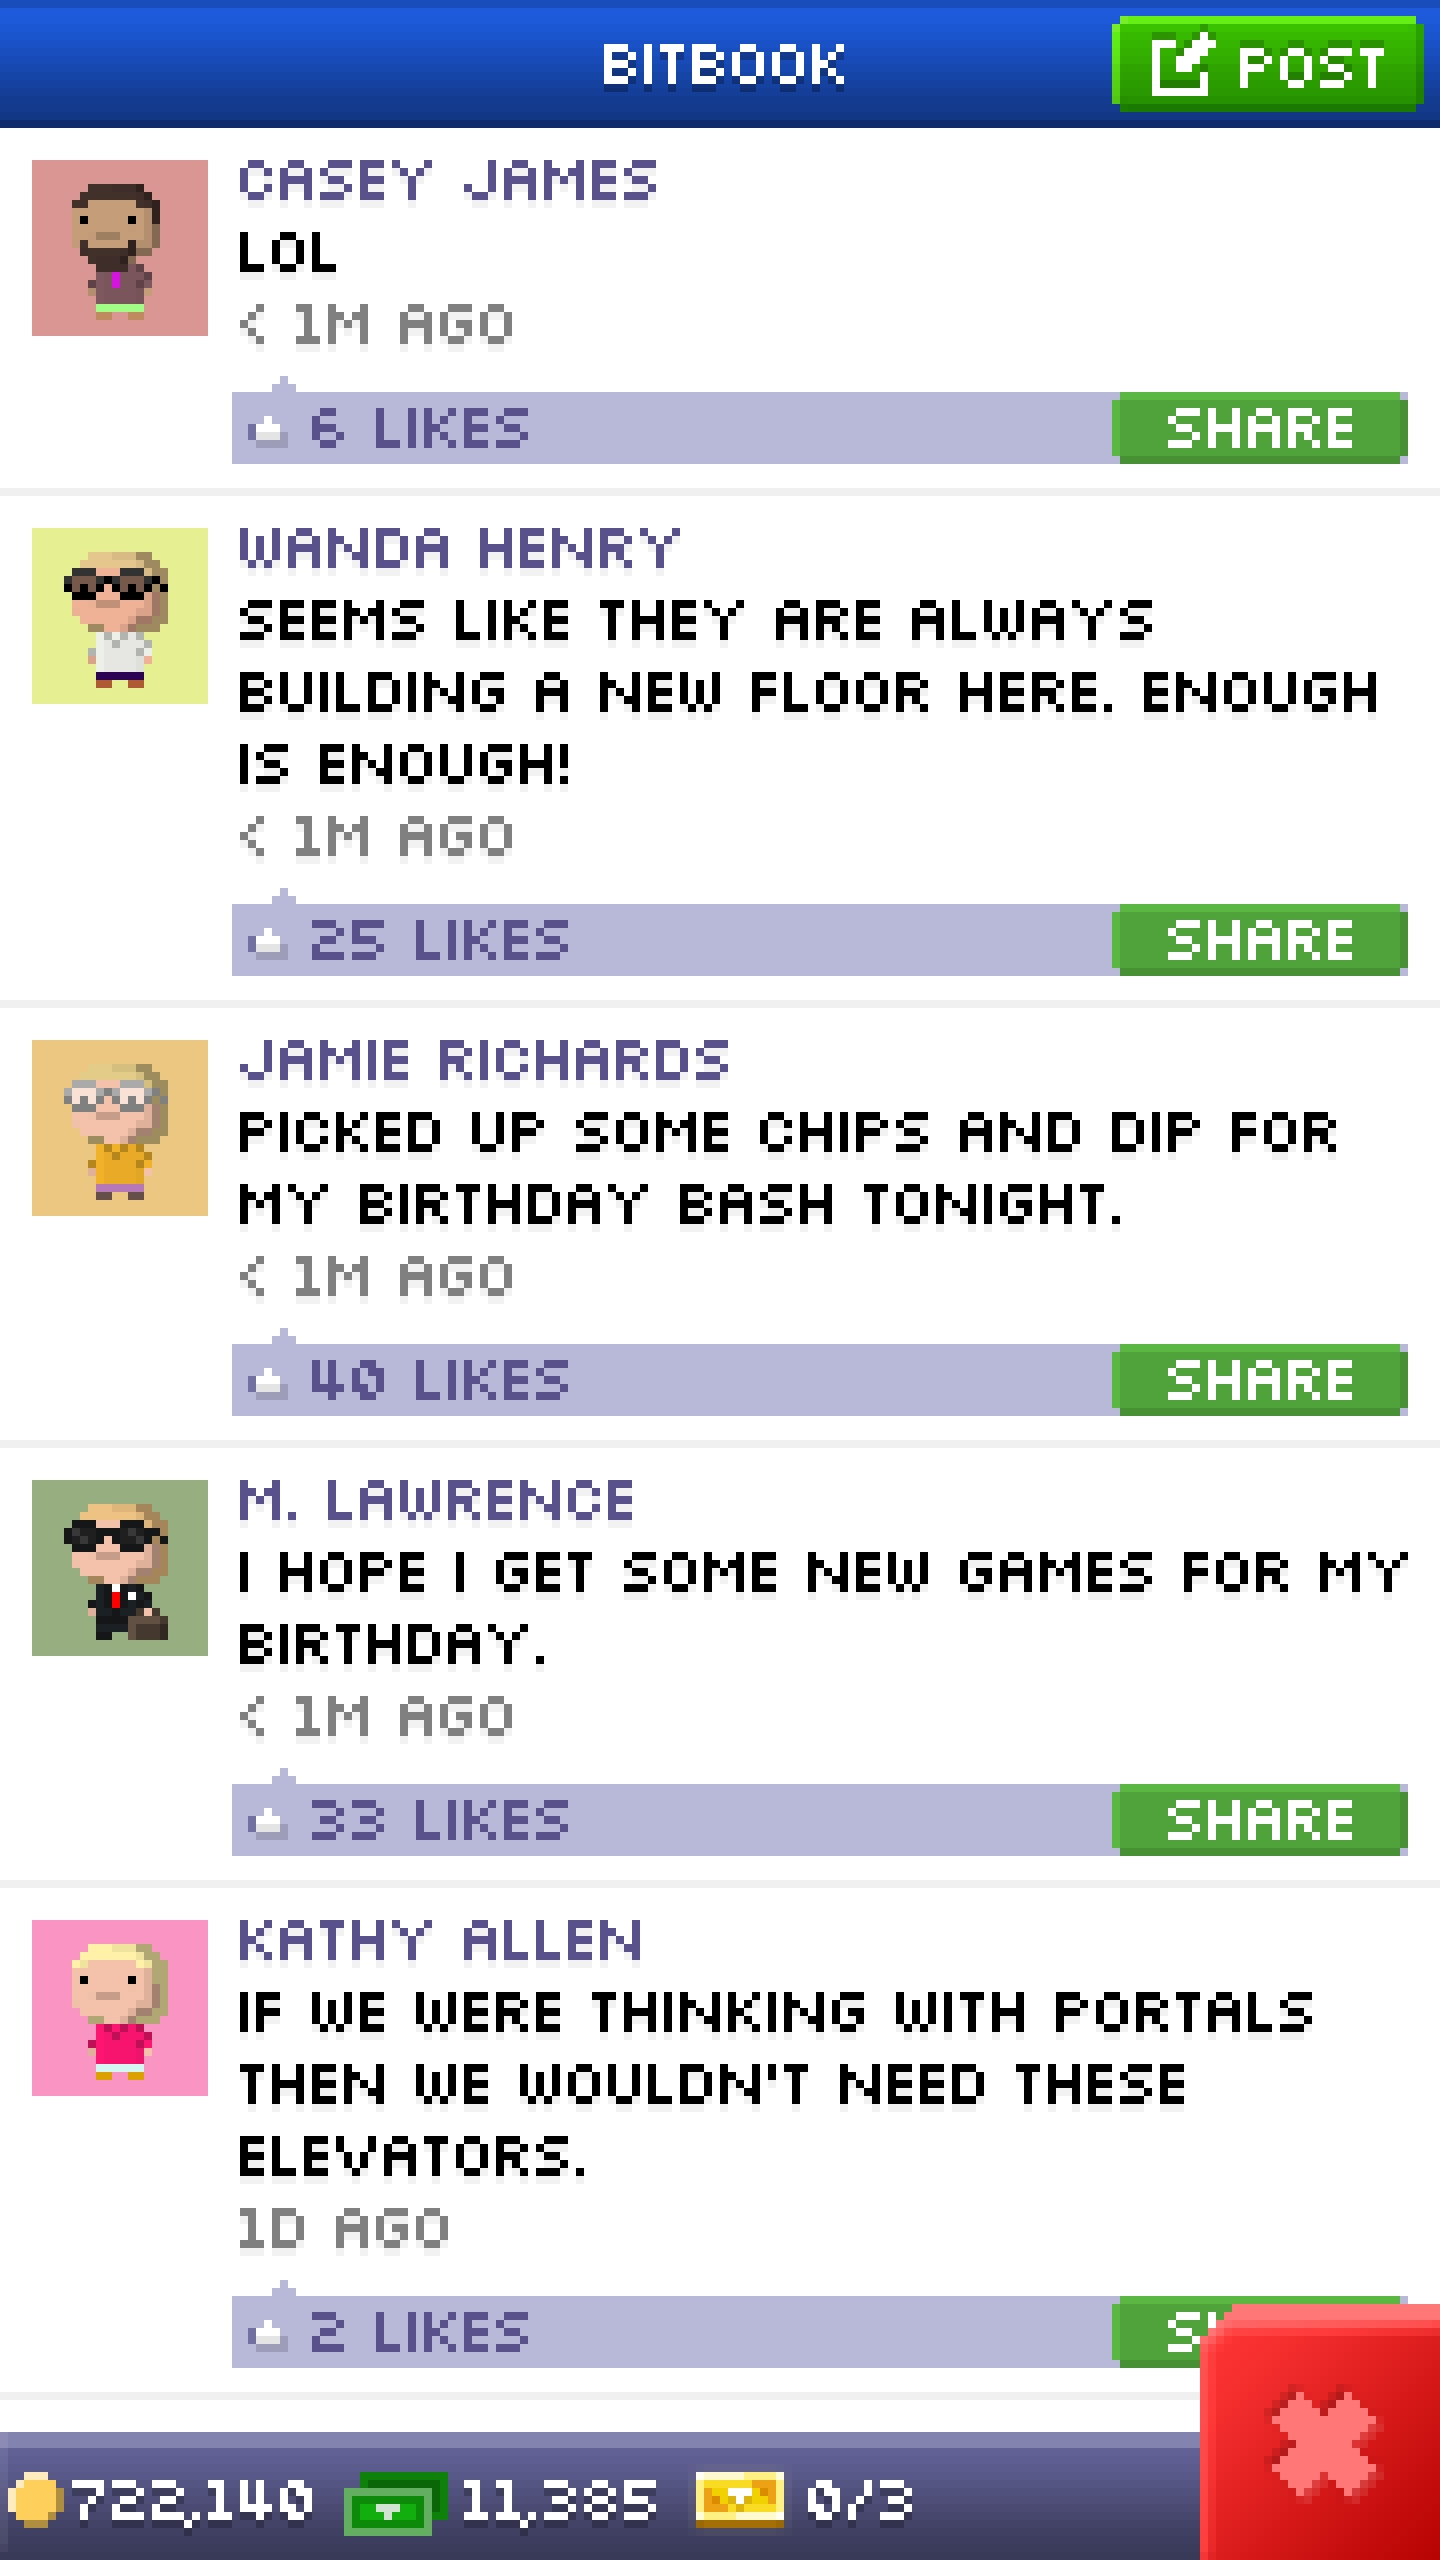 BITBOOK
POST
CASEY JAMES
LOL
< 1M AGO
6 LIKES
SHARE
WANDA HENRY
SEEMS LIKE THEY ARE ALWAYS
BUILDING A NEW FLOOR HERE. ENOUGH
IS ENOUGH!
< 1M AGO
25 LIKES
SHARE
JAMIE RICHARDS
PICKED UP SOME CHIPS AND DIP FOR
MY BIRTHDAY BASH TONIGHT.
< 1M AGO
40 LIKES
SHARE
M. LAWRENCE
I HOPE I GET SOME NEW GAMES FOR MY
BIRTHDAY.
< 1M AGO
33 LIKES
SHARE
KATHY ALLEN
IF WE WERE THINKING WITH PORTALS
THEN WE WOULDN'T NEED THESE
ELEVATORS.
1D AGO
2 LIKES
722,140
11,385
0/3